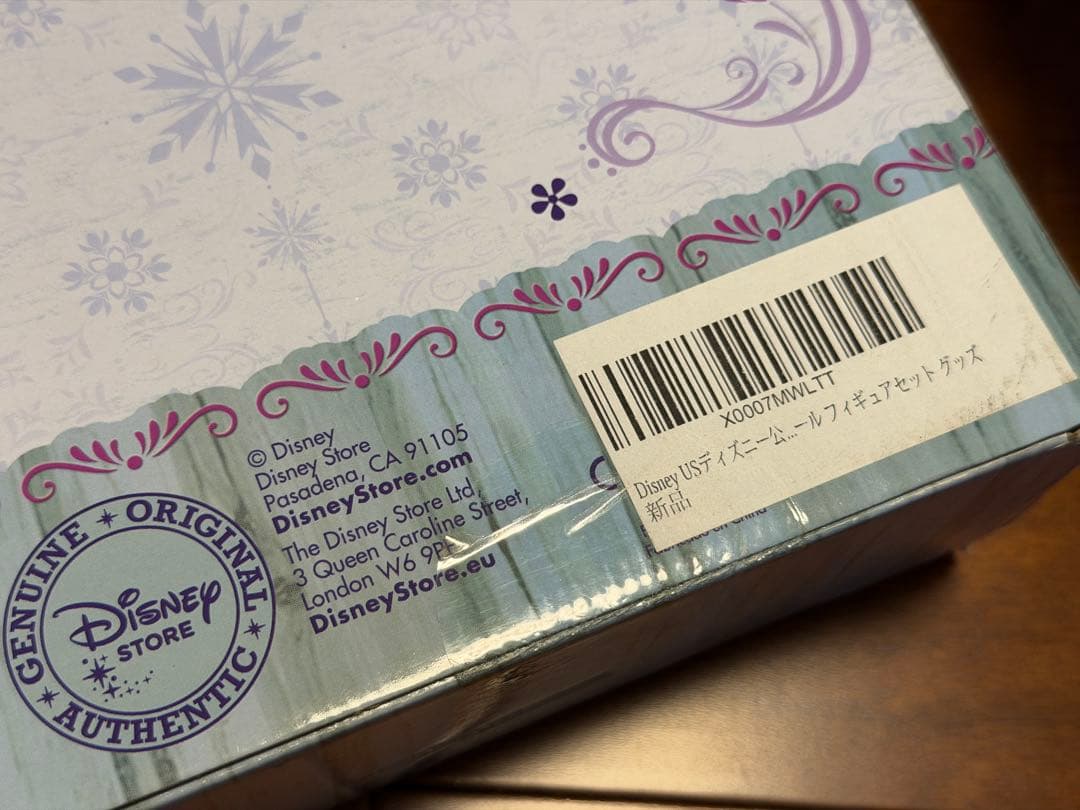 © Disney
Disney Store
Pasadena, CA 91105
DisneyStore.com
The Disney Store Ltd,
3 Queen Caroline Street,
London W6 9PE
DisneyStore.eu
GENUINE ORIGINAL
Disney
STORE
AUTHENTIC
X0007MWLTT
Disney USディズニー公...ール フィギュアセット グッズ
新品